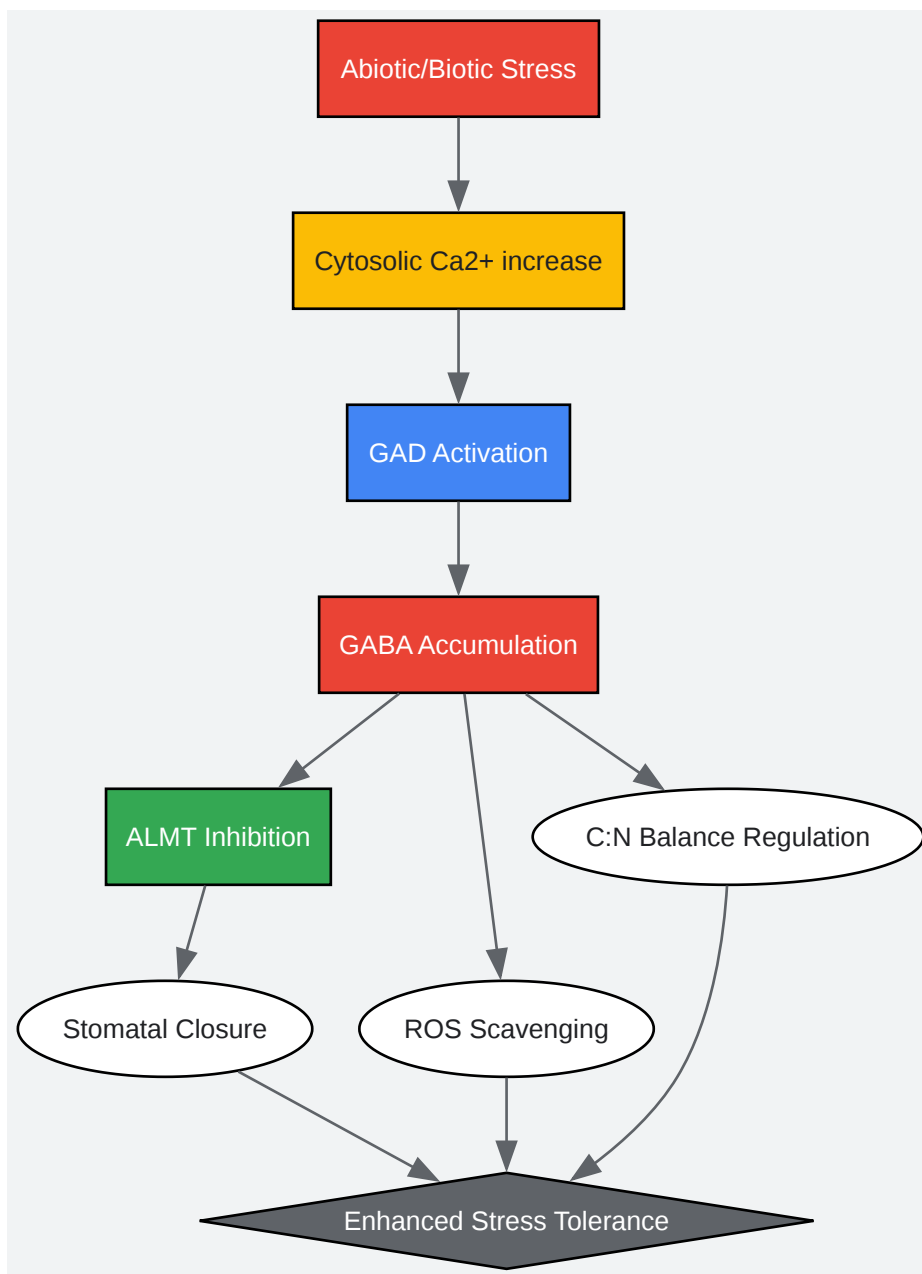 Abiotic/Biotic Stress
Cytosolic Ca2+ increase
GAD Activation
GABA Accumulation
ALMT Inhibition
C:N Balance Regulation
Stomatal Closure
ROS Scavenging
Enhanced Stress Tolerance